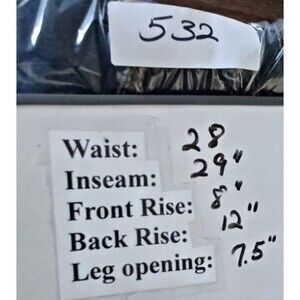 532
Waist: 28
Inseam: 29"
Front Rise: 8"
Back Rise: 12"
Leg opening: 7.5"